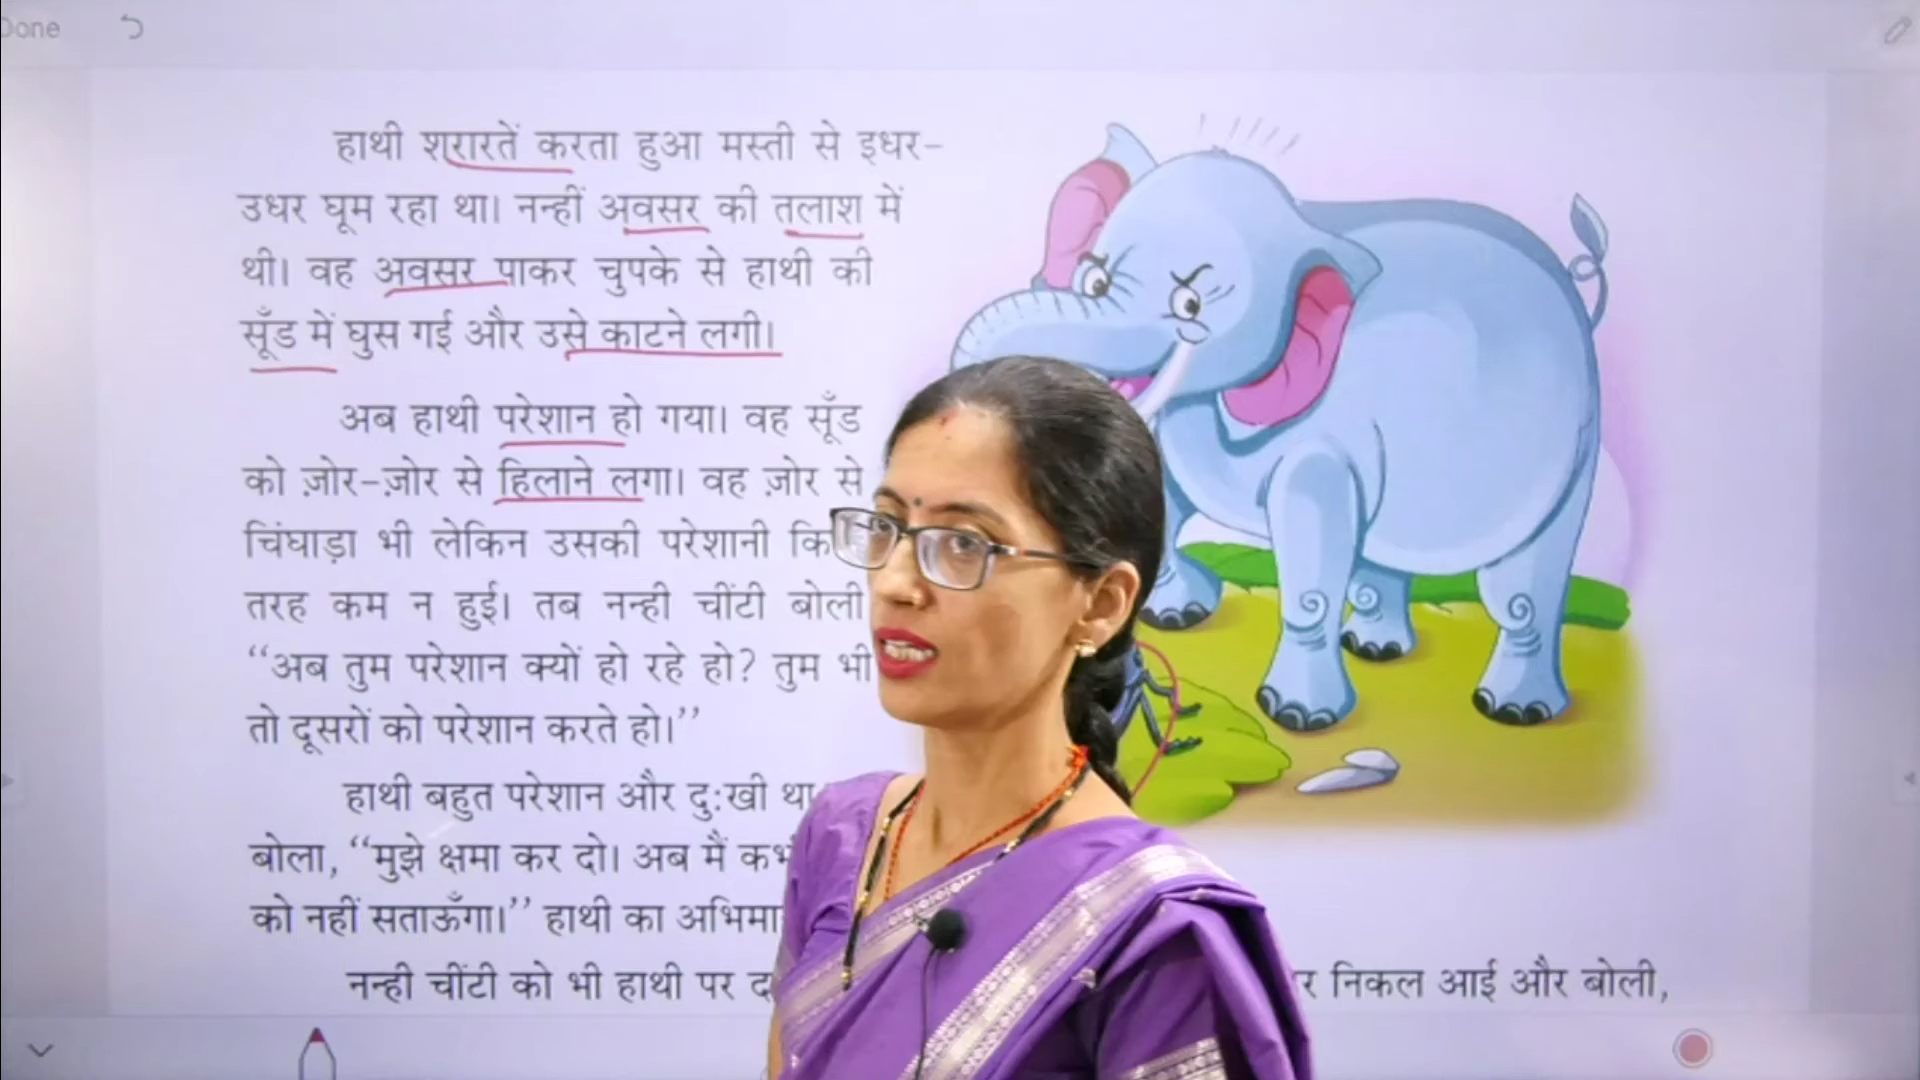 Done
हाथी शरारतें करता हुआ मस्ती से इधर-
उधर घूम रहा था। नन्हीं अवसर की तलाश में
थी। वह अवसर पाकर चुपके से हाथी की
सूँड में घुस गई और उसे काटने लगी।
अब हाथी परेशान हो गया। वह सूँड
को ज़ोर-ज़ोर से हिलाने लगा। वह ज़ोर से
चिंघाड़ा भी लेकिन उसकी परेशानी
तरह कम न हुई। तब नन्ही चींटी बोली
“अब तुम परेशान क्यों हो रहे हो? तुम भी
तो दूसरों को परेशान करते हो।”
हाथी बहुत परेशान और दुःखी था
बोला, “मुझे क्षमा कर दो। अब मैं
को नहीं सताऊँगा।” हाथी का
नन्ही चींटी को भी हाथी पर निकल आई और बोली,